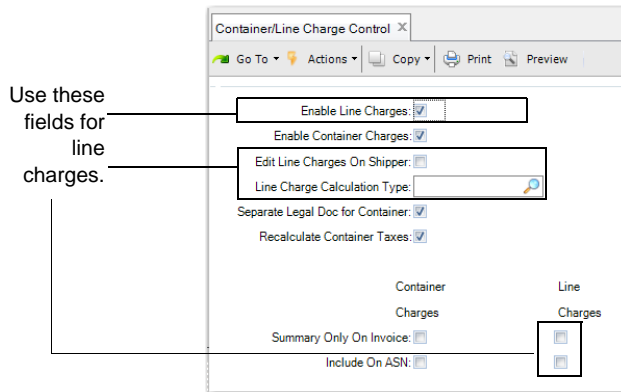 Container/Line Charge Control
Go To Actions Copy Print Preview
Use these
fields for
line
charges.
Enable Line Charges:
Enable Container Charges:
Edit Line Charges On Shipper:
Line Charge Calculation Type:
Separate Legal Doc for Container:
Recalculate Container Taxes:
Container Line
Charges Charges
Summary Only On Invoice:
Include On ASN: